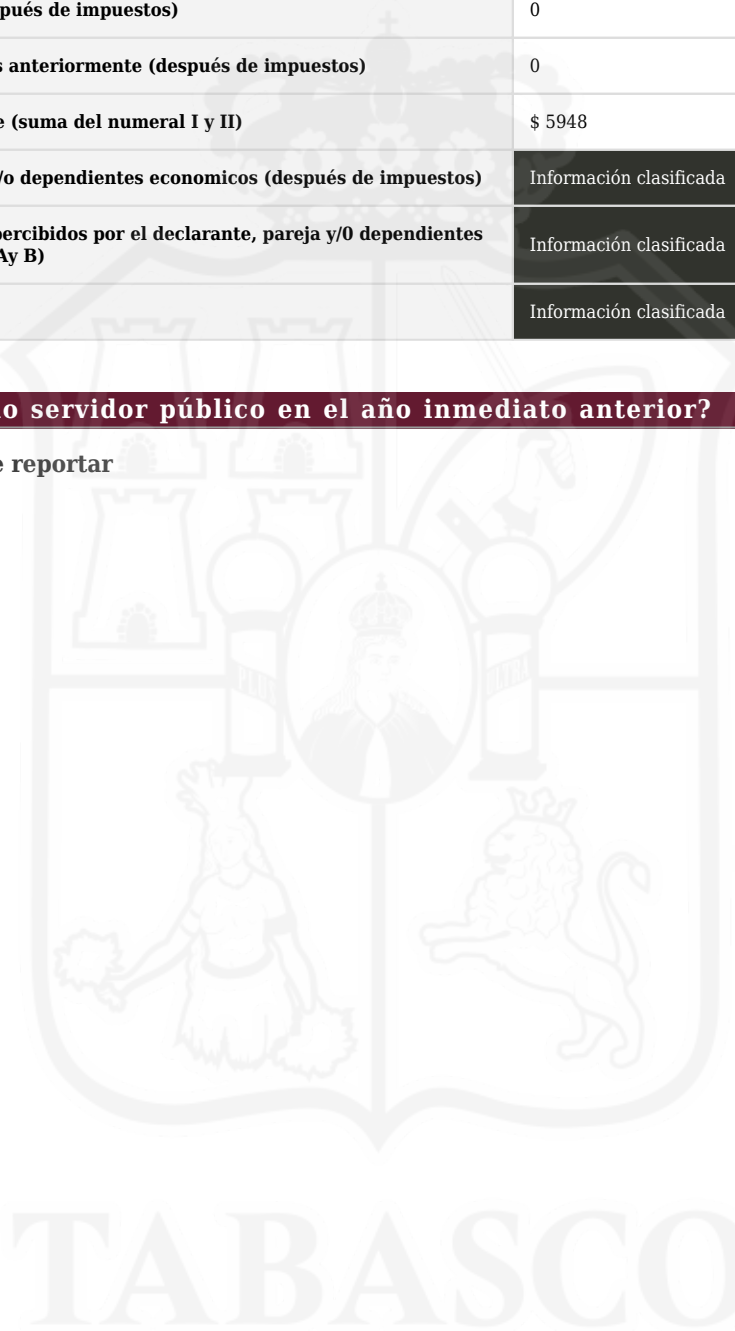 pués de impuestos)
0
s anteriormente (después de impuestos)
0
e (suma del numeral I y II)
$ 5948
/o dependientes economicos (después de impuestos)
Información clasificada
percibidos por el declarante, pareja y/0 dependientes
Ay B)
Información clasificada
Información clasificada
o servidor público en el año inmediato anterior?
e reportar
PLUS
ULTRA
TABASCO